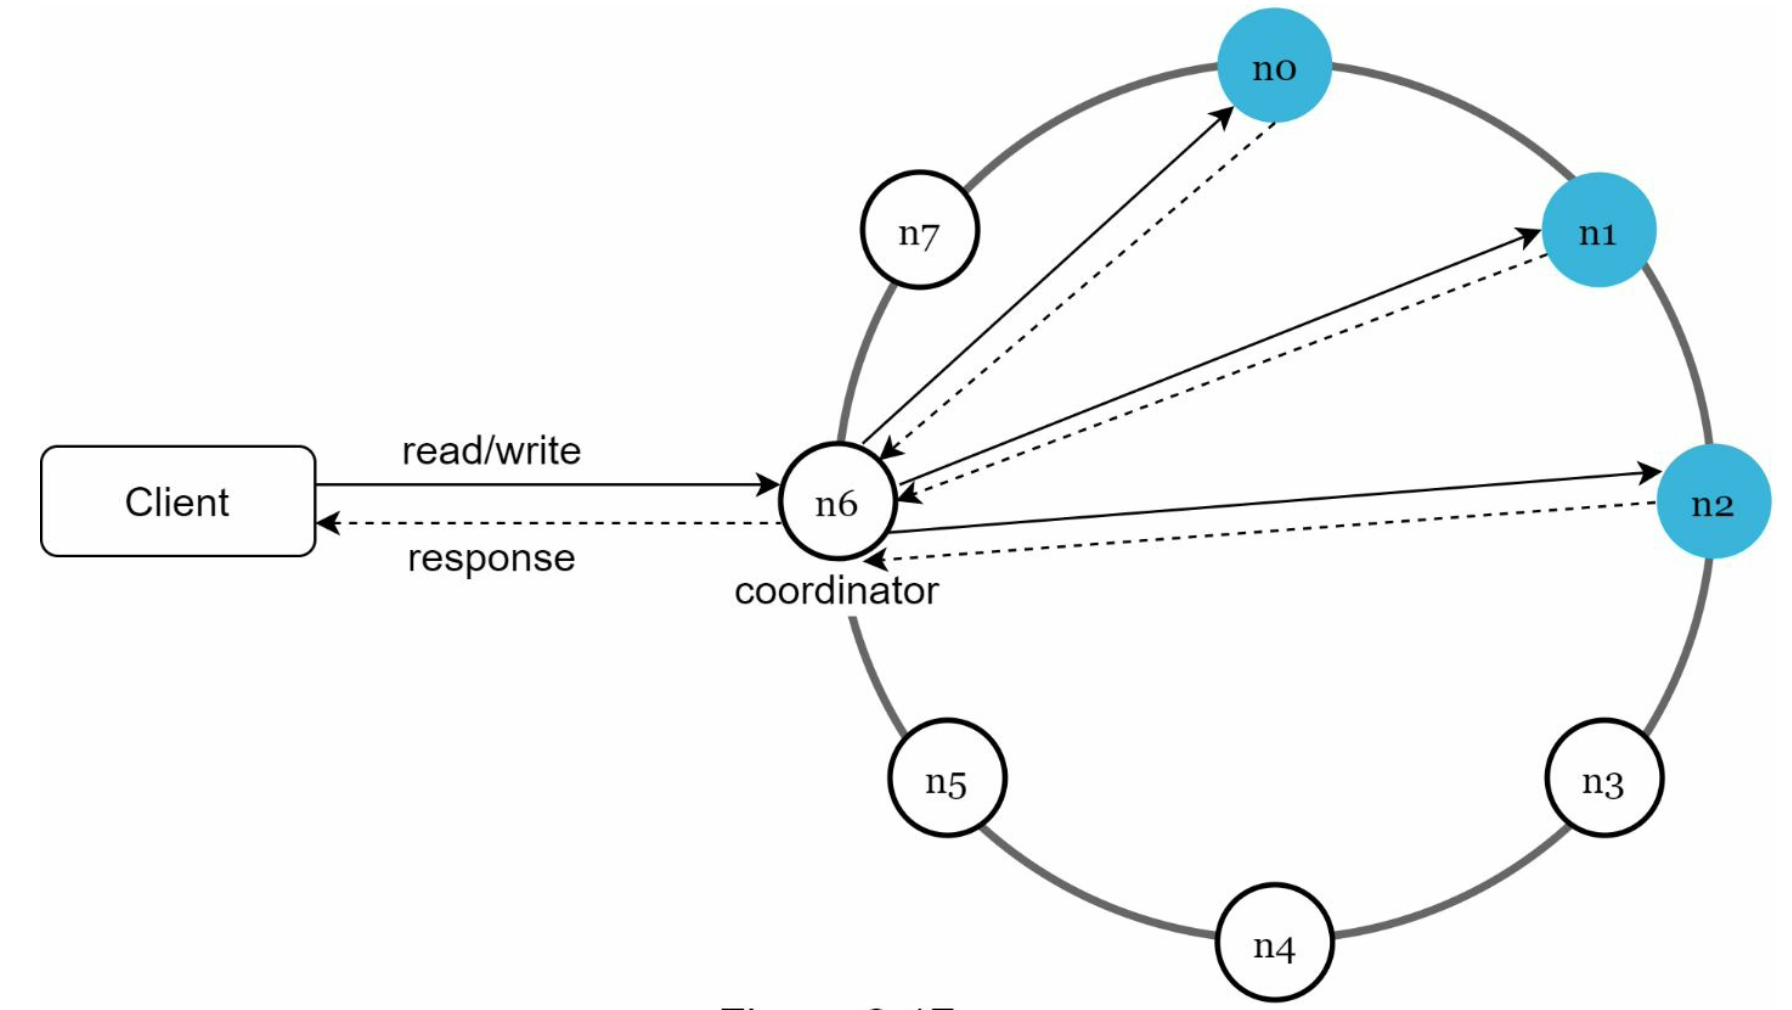 n0
n1
n7
read/write
Client
n6
n2
response
coordinator
n5
n3
n4